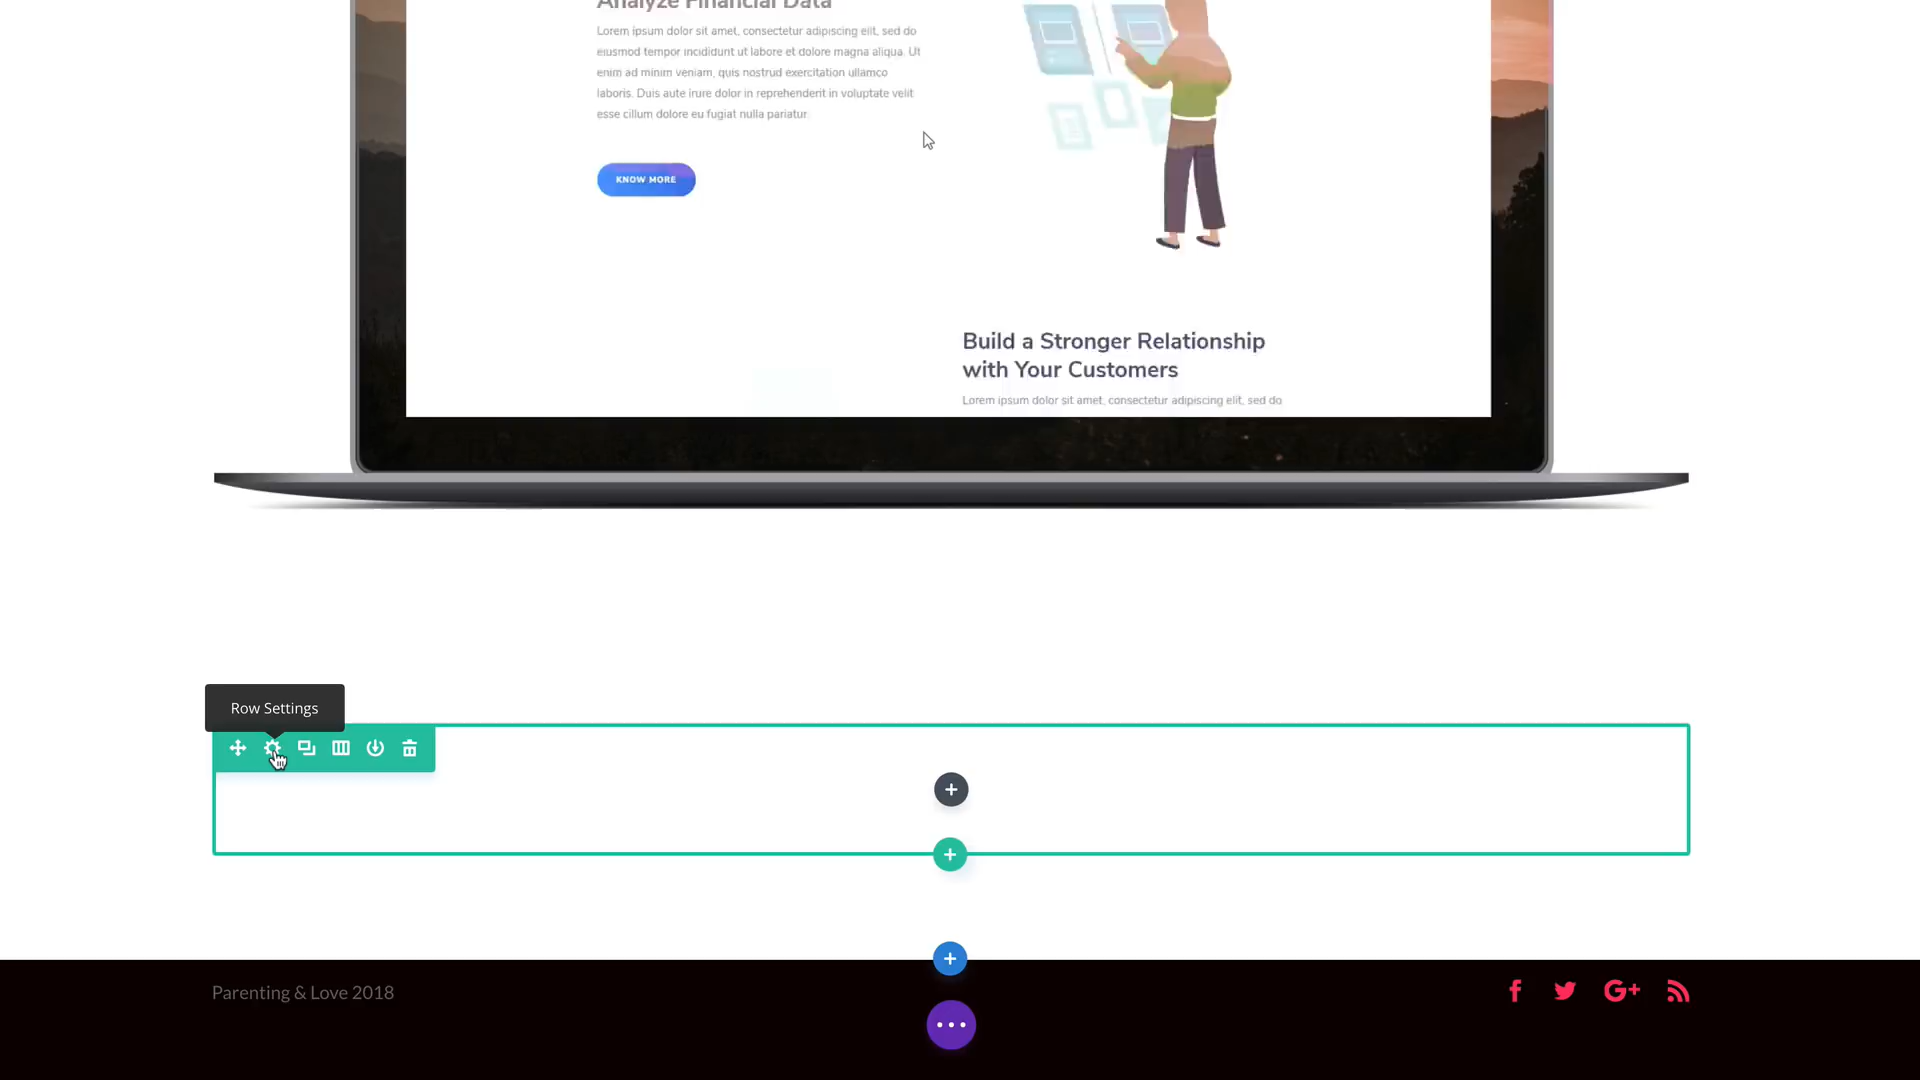 Analyze Financial Data
Lorem ipsum dolor sit amet, consectetur adipiscing elit, sed do
eiusmod tempor incididunt ut labore et dolore magna aliqua. Ut
enim ad minim veniam, quis nostrud exercitation ullamco
laboris. Duis aute irure dolor in reprehenderit in voluptate velit
esse cillum dolore eu fugiat nulla pariatur.
KNOW MORE
Build a Stronger Relationship
with Your Customers
Lorem ipsum dolor sit amet, consectetur adipiscing elit, sed do
Row Settings
Parenting & Love 2018